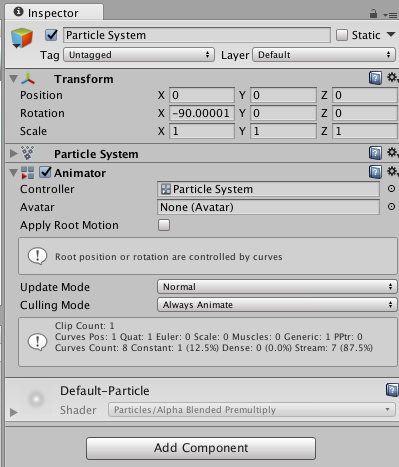 Inspector
Particle System Static
Tag Untagged Layer Default
Transform
Position X 0 Y 0 Z 0
Rotation X -90.00001 Y 0 Z 0
Scale X 1 Y 1 Z 1
Particle System
Animator
Controller Particle System
Avatar None (Avatar)
Apply Root Motion
Root position or rotation are controlled by curves
Update Mode Normal
Culling Mode Always Animate
Clip Count: 1
Curves Pos: 1 Quat: 1 Euler: 0 Scale: 0 Muscles: 0 Generic: 1 PPtr: 0
Curves Count: 8 Constant: 1 (12.5%) Dense: 0 (0.0%) Stream: 7 (87.5%)
Default-Particle
Shader Particles/Alpha Blended Premultiply
Add Component